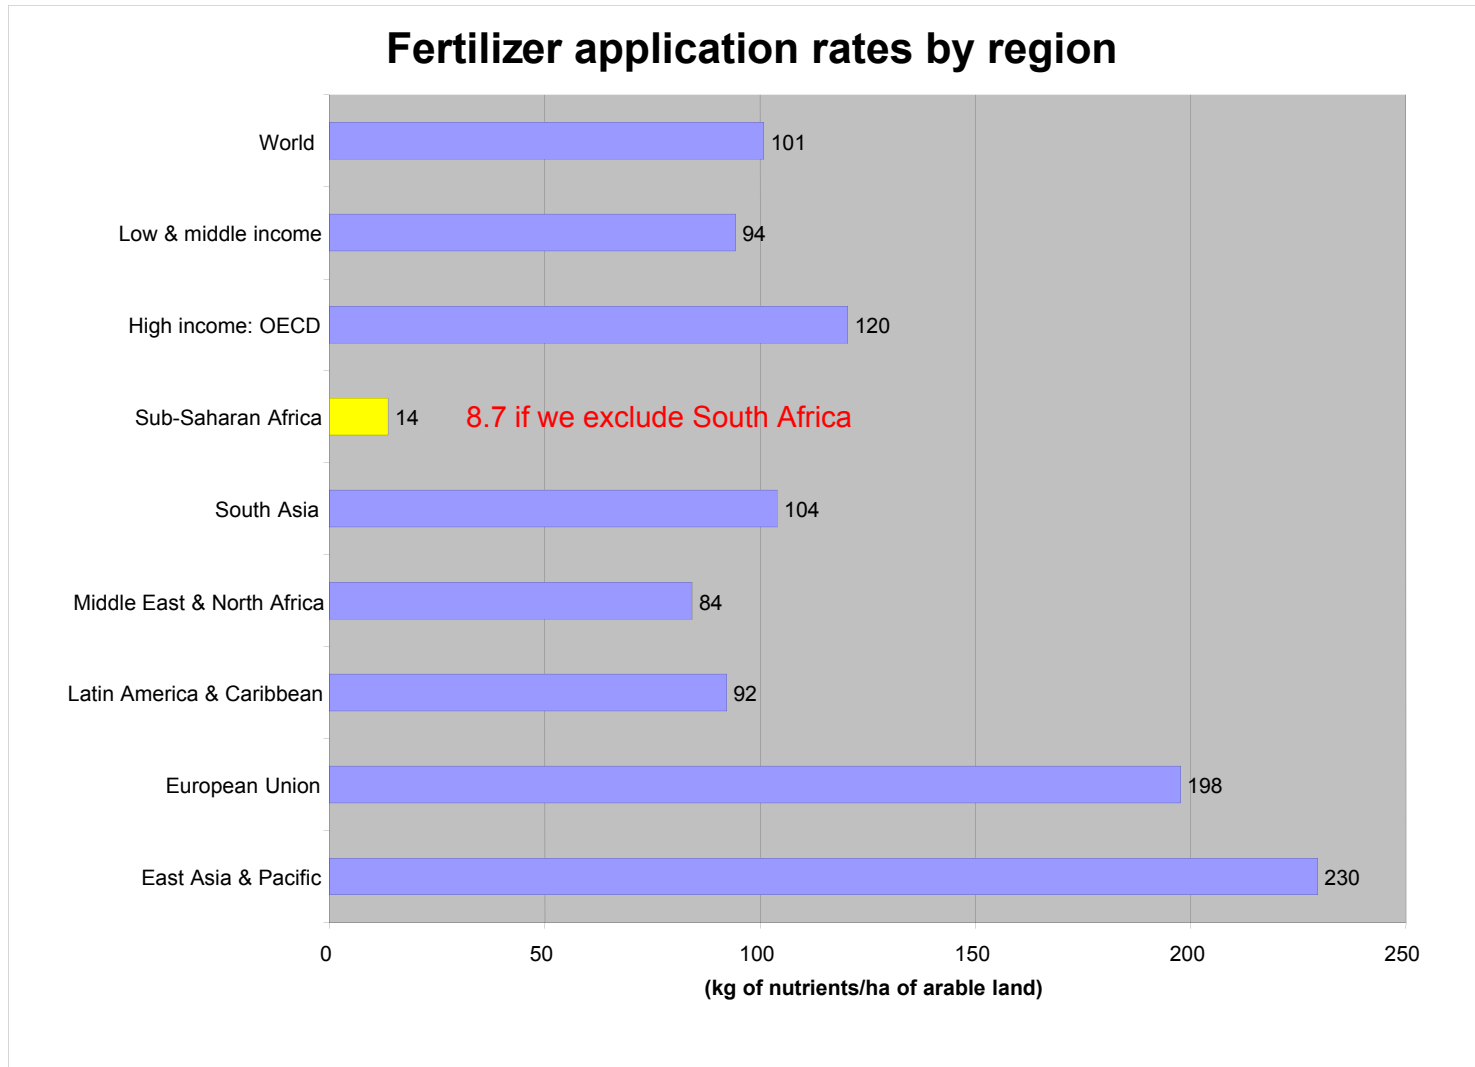 Fertilizer application rates by region
World 101
Low & middle income 94
High income: OECD 120
Sub-Saharan Africa 14 8.7 if we exclude South Africa
South Asia 104
Middle East & North Africa 84
Latin America & Caribbean 92
European Union 198
East Asia & Pacific 230
0 50 100 150 200 250
(kg of nutrients/ha of arable land)